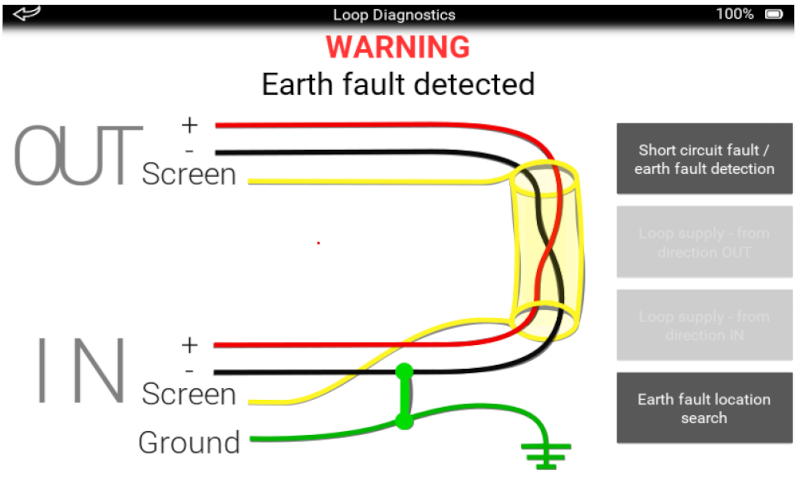 Loop Diagnostics
100%
WARNING
Earth fault detected
OUT
+
-
Screen
Short circuit fault /
earth fault detection
Loop supply - from
direction OUT
Loop supply - from
direction IN
IN
+
-
Screen
Ground
Earth fault location
search